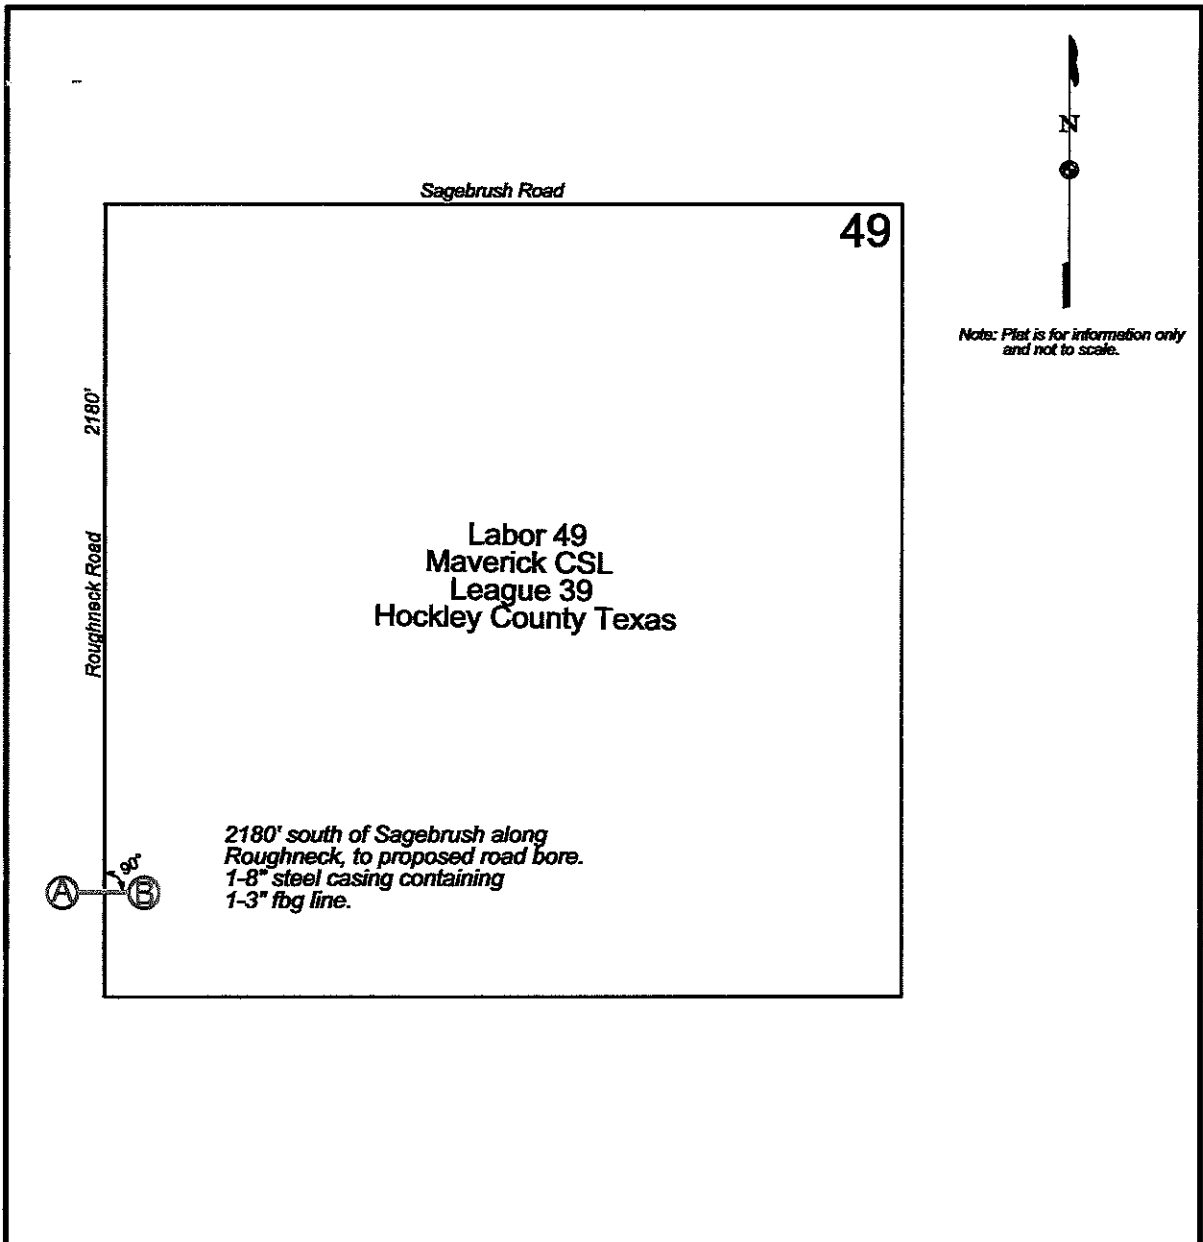 N
Note: Plat is for information only
and not to scale.
Sagebrush Road
49
2180'
Roughneck Road
Labor 49
Maverick CSL
League 39
Hockley County Texas
2180' south of Sagebrush along
Roughneck, to proposed road bore.
1-8" steel casing containing
1-3" fbg line.
90°
A
B